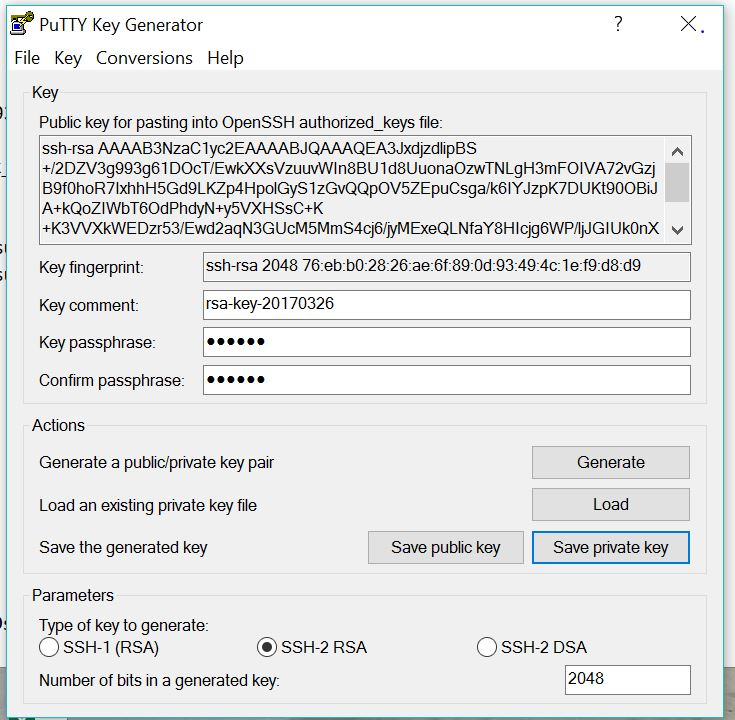 PuTTY Key Generator
File Key Conversions Help
Key
Public key for pasting into OpenSSH authorized_keys file:
ssh-rsa AAAAB3NzaC1yc2EAAAABJQAAAQEA3JxdjzdlipBS
+/2DZV3g993g61DOcT/EwkXXsVzuuvWIn8BU1d8UuonaOzwTNLgH3mFOIVA72vGzj
B9f0hoR7IxhhH5Gd9LKZp4HpolGyS1zGvQQpOV5ZEpuCsga/k6IYJzpK7DUKt90OBiJ
A+kQoZIWbT6OdPhdyN+y5VXHSsC+K
+K3VVXkWEDzr53/Ewd2aqN3GUcM5MmS4cj6/jyMExeQLNfaY8HIcjg6WP/ljJGIUk0nX
Key fingerprint: ssh-rsa 2048 76:eb:b0:28:26:ae:6f:89:0d:93:49:4c:1e:f9:d8:d9
Key comment: rsa-key-20170326
Key passphrase: ●●●●●●
Confirm passphrase: ●●●●●●
Actions
Generate a public/private key pair Generate
Load an existing private key file Load
Save the generated key Save public key Save private key
Parameters
Type of key to generate:
SSH-1 (RSA) SSH-2 RSA SSH-2 DSA
Number of bits in a generated key: 2048